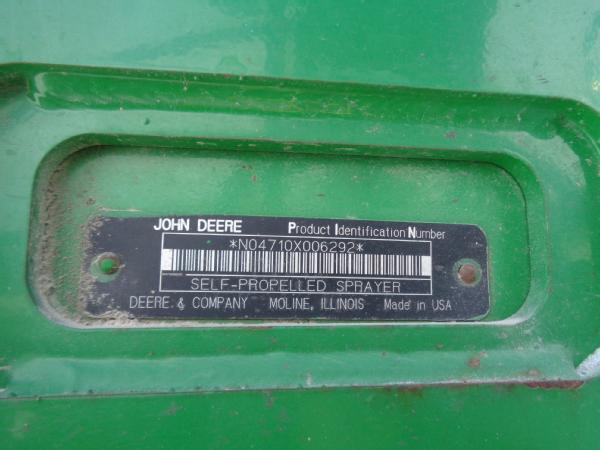 JOHN DEERE Product Identification Number
*N04710X006292*
SELF-PROPELLED SPRAYER
DEERE & COMPANY MOLINE, ILLINOIS Made in USA